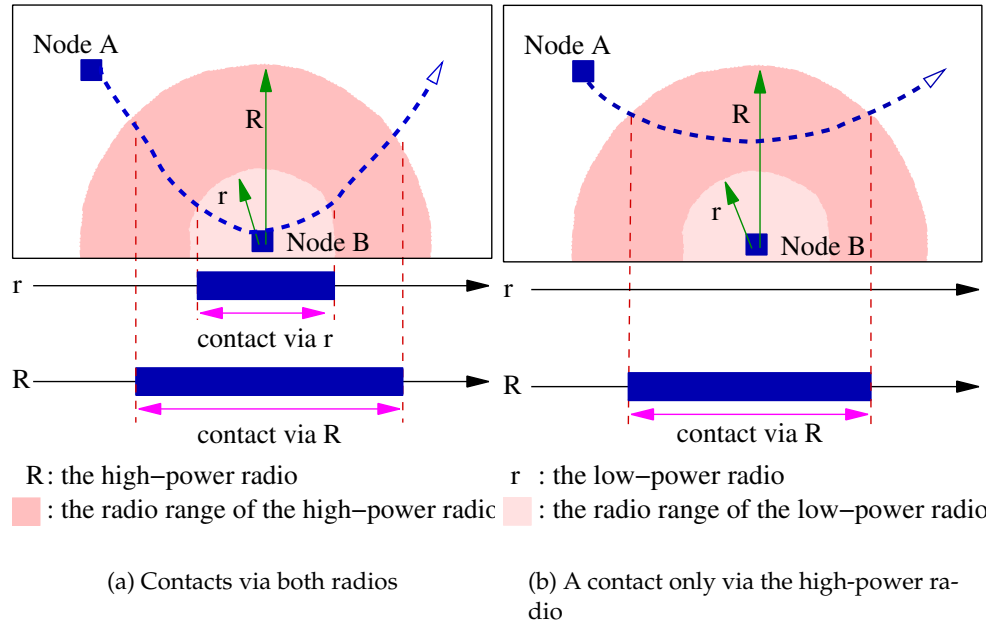 Node A
R
r
Node B
r
contact via r
R
contact via R
R: the high−power radio
: the radio range of the high−power radio
(a) Contacts via both radios
Node A
R
r
Node B
r
R
contact via R
r : the low−power radio
: the radio range of the low−power radio
(b) A contact only via the high-power ra-
dio